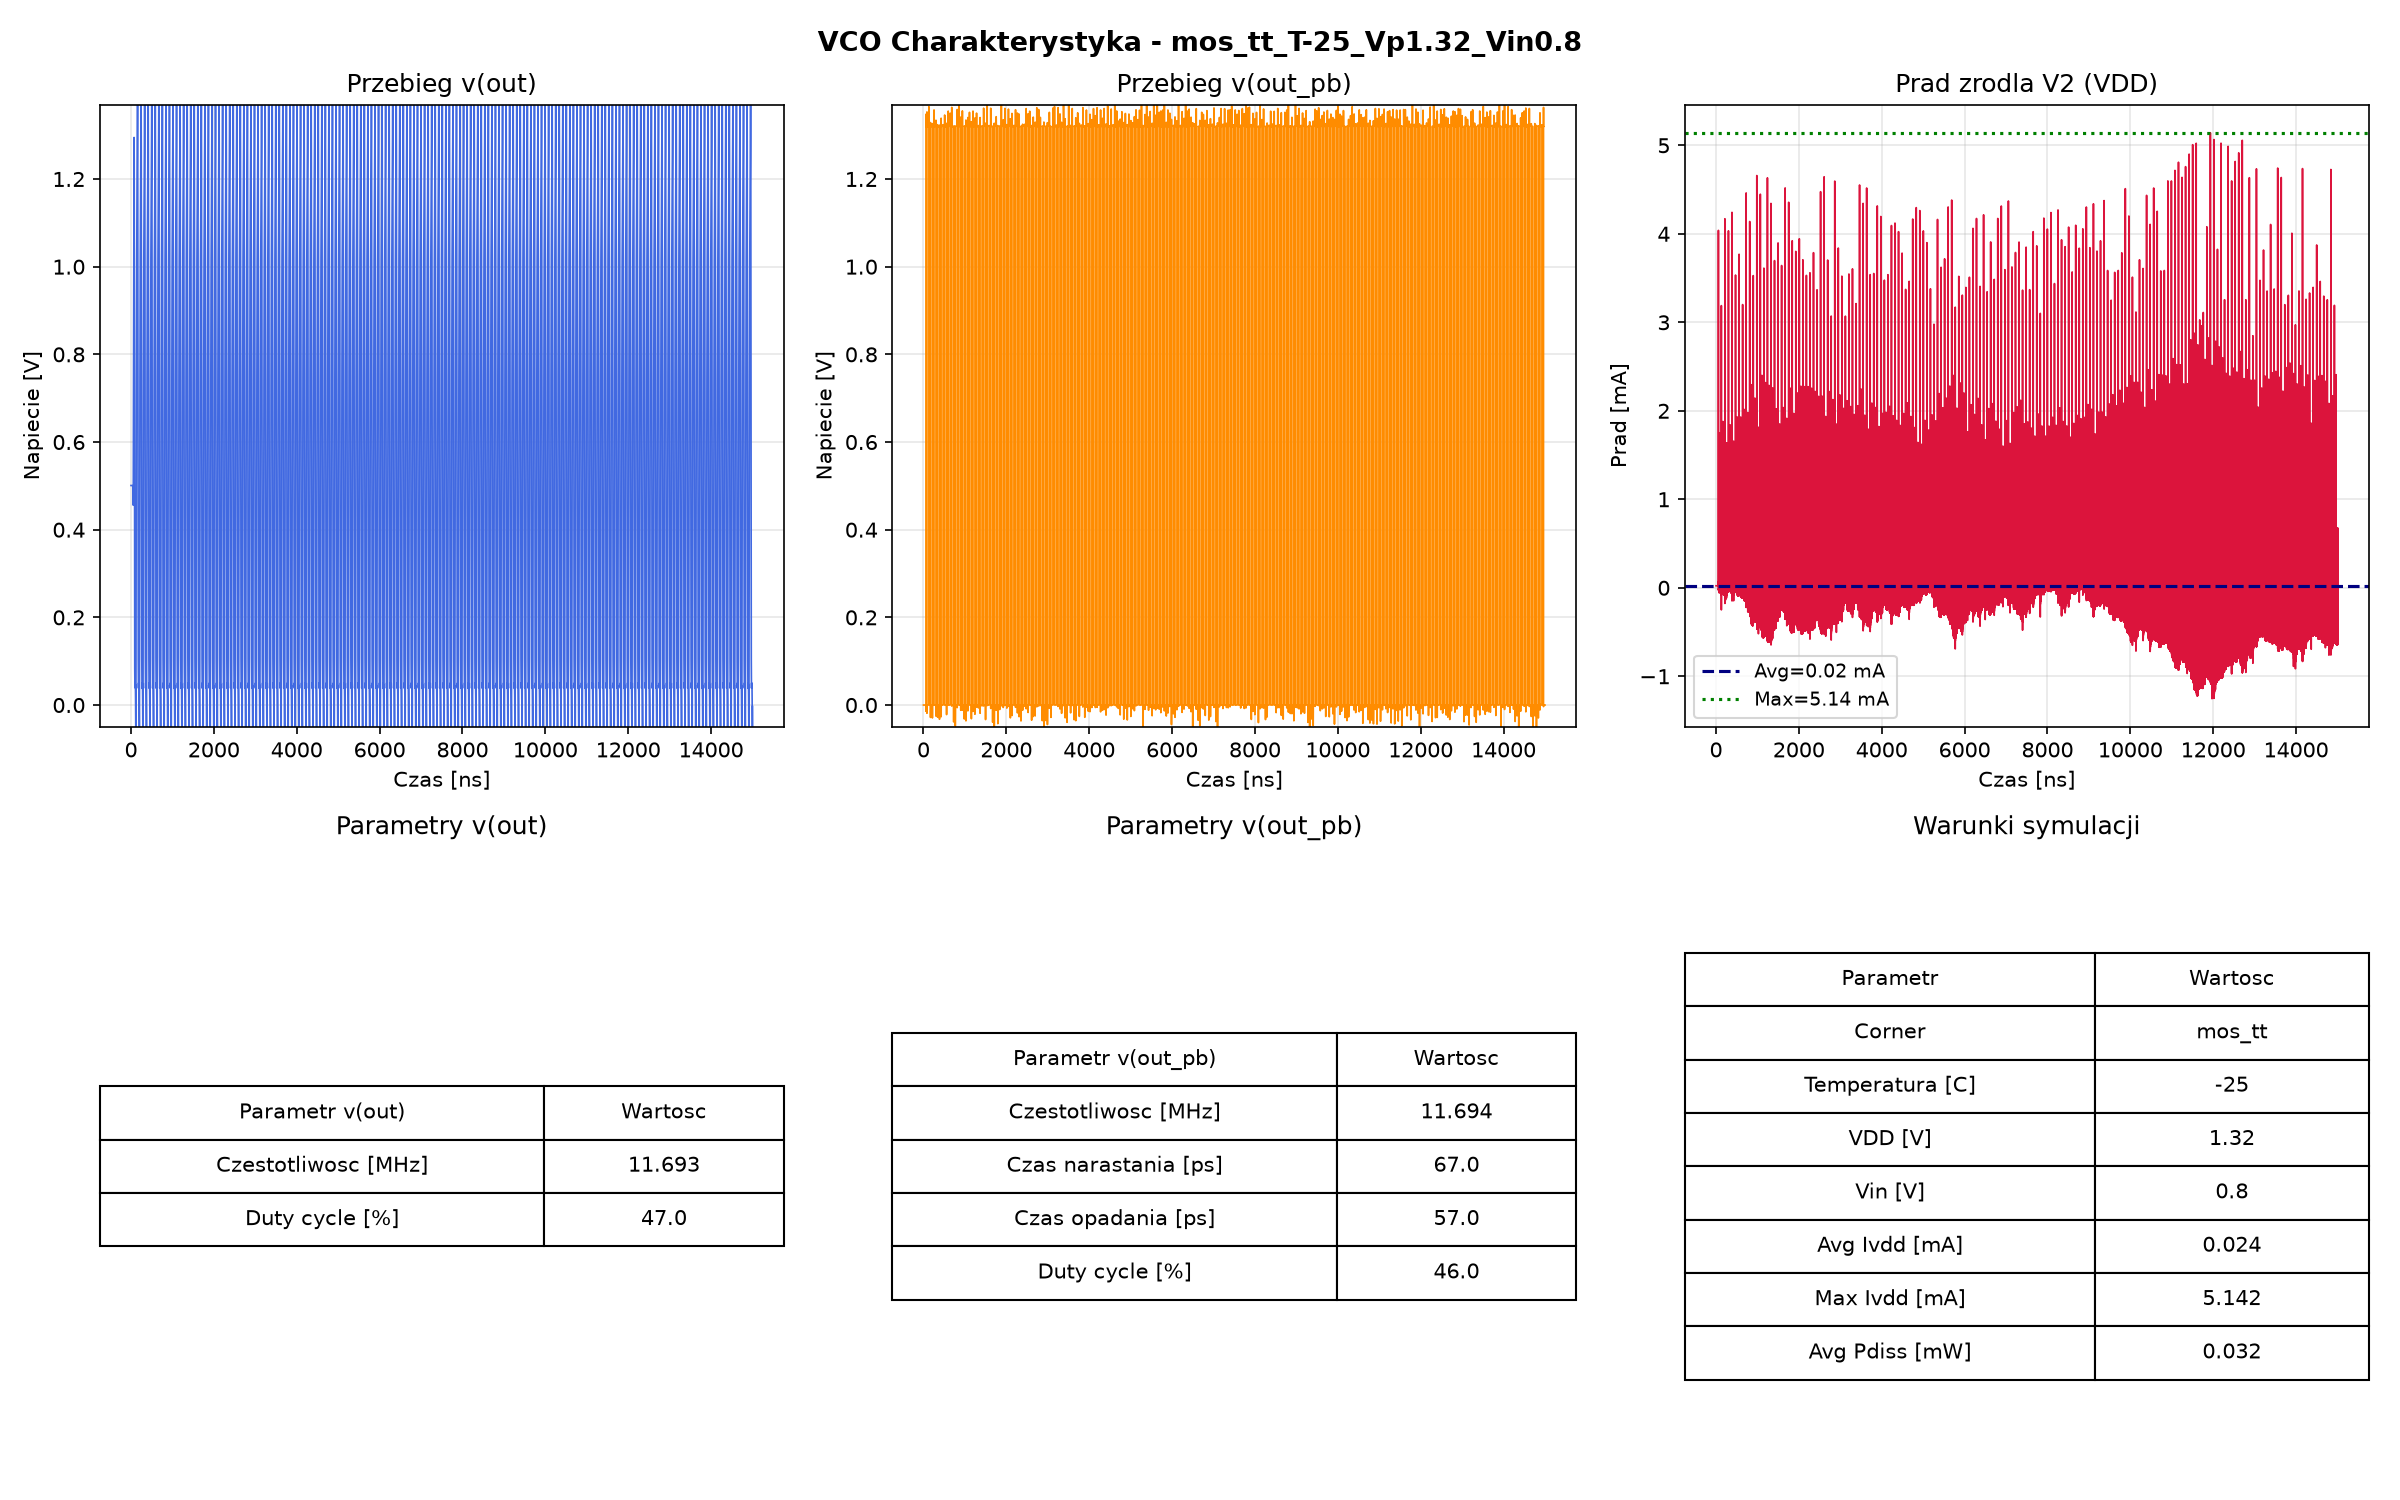 VCO Charakterystyka - mos_tt_T-25_Vp1.32_Vin0.8
Przebieg v(out)
Napiecie [V]
1.2
1.0
0.8
0.6
0.4
0.2
0.0
0 2000 4000 6000 8000 10000 12000 14000
Czas [ns]
Przebieg v(out_pb)
Napiecie [V]
1.2
1.0
0.8
0.6
0.4
0.2
0.0
0 2000 4000 6000 8000 10000 12000 14000
Czas [ns]
Prad zrodla V2 (VDD)
Prad [mA]
5
4
3
2
1
0
−1
Avg=0.02 mA
Max=5.14 mA
0 2000 4000 6000 8000 10000 12000 14000
Czas [ns]
Parametry v(out)
Parametr v(out) Wartosc
Czestotliwosc [MHz] 11.693
Duty cycle [%] 47.0
Parametry v(out_pb)
Parametr v(out_pb) Wartosc
Czestotliwosc [MHz] 11.694
Czas narastania [ps] 67.0
Czas opadania [ps] 57.0
Duty cycle [%] 46.0
Warunki symulacji
Parametr Wartosc
Corner mos_tt
Temperatura [C] -25
VDD [V] 1.32
Vin [V] 0.8
Avg Ivdd [mA] 0.024
Max Ivdd [mA] 5.142
Avg Pdiss [mW] 0.032